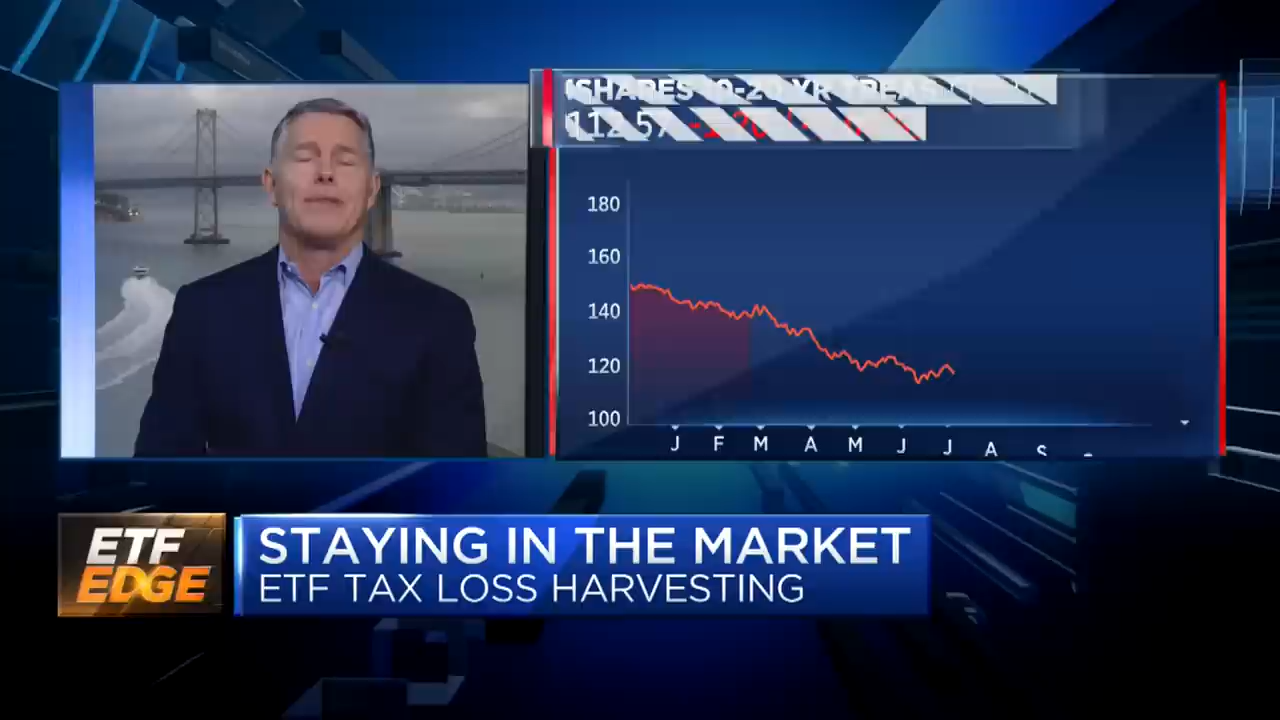 180
160
140
120
100
J F M A M J J A S
ETF
EDGE
STAYING IN THE MARKET
ETF TAX LOSS HARVESTING